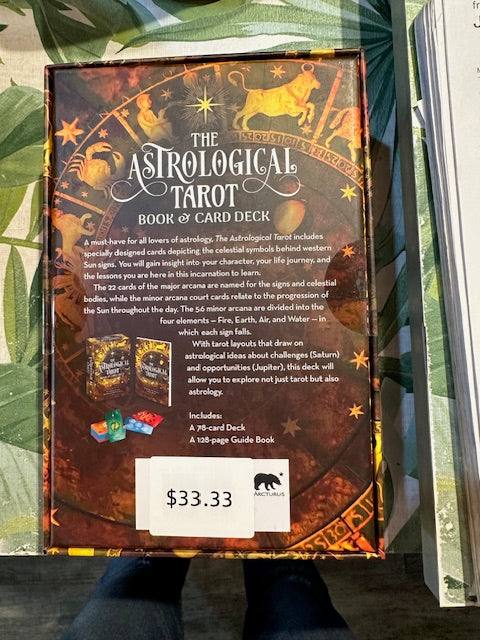 THE
ASTROLOGICAL
TAROT
BOOK & CARD DECK
A must-have for all lovers of astrology, The Astrological Tarot includes
specially designed cards depicting the celestial symbols behind western
Sun signs. You will gain insight into your character, your life journey, and
the lessons you are here in this incarnation to learn.
The 22 cards of the major arcana are named for the signs and celestial
bodies, while the minor arcana court cards relate to the progression of
the Sun throughout the day. The 56 minor arcana are divided into the
four elements – Fire, Earth, Air, and Water – in
which each sign falls.
With tarot layouts that draw on
astrological ideas about challenges (Saturn)
and opportunities (Jupiter), this deck will
allow you to explore not just tarot but also
astrology.
Includes:
A 78-card Deck
A 128-page Guide Book
THE
ASTROLOGICAL
TAROT
THE
ASTROLOGICAL
TAROT
$33.33
ARCTURUS